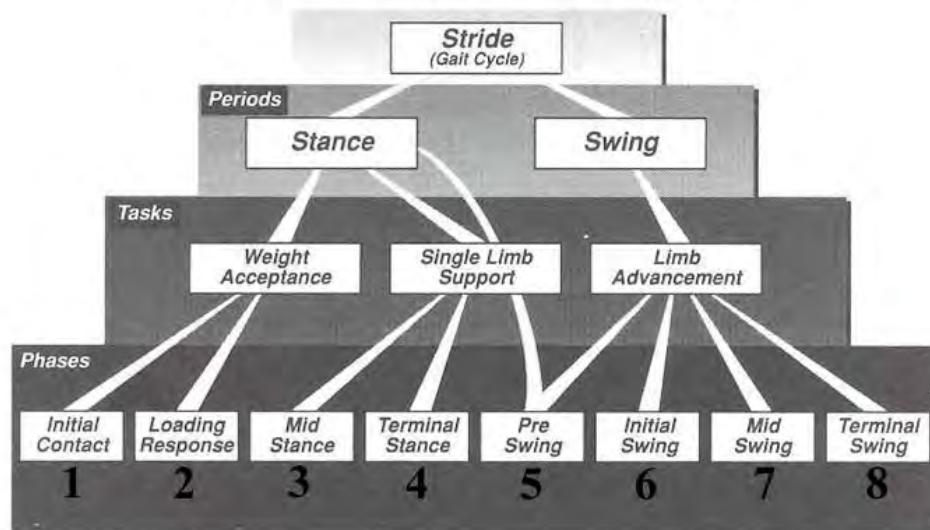 Stride
(Gait Cycle)
Periods
Stance
Swing
Tasks
Weight
Acceptance
Single Limb
Support
Limb
Advancement
Phases
Initial
Contact
Loading
Response
Mid
Stance
Terminal
Stance
Pre
Swing
Initial
Swing
Mid
Swing
Terminal
Swing
1 2 3 4 5 6 7 8